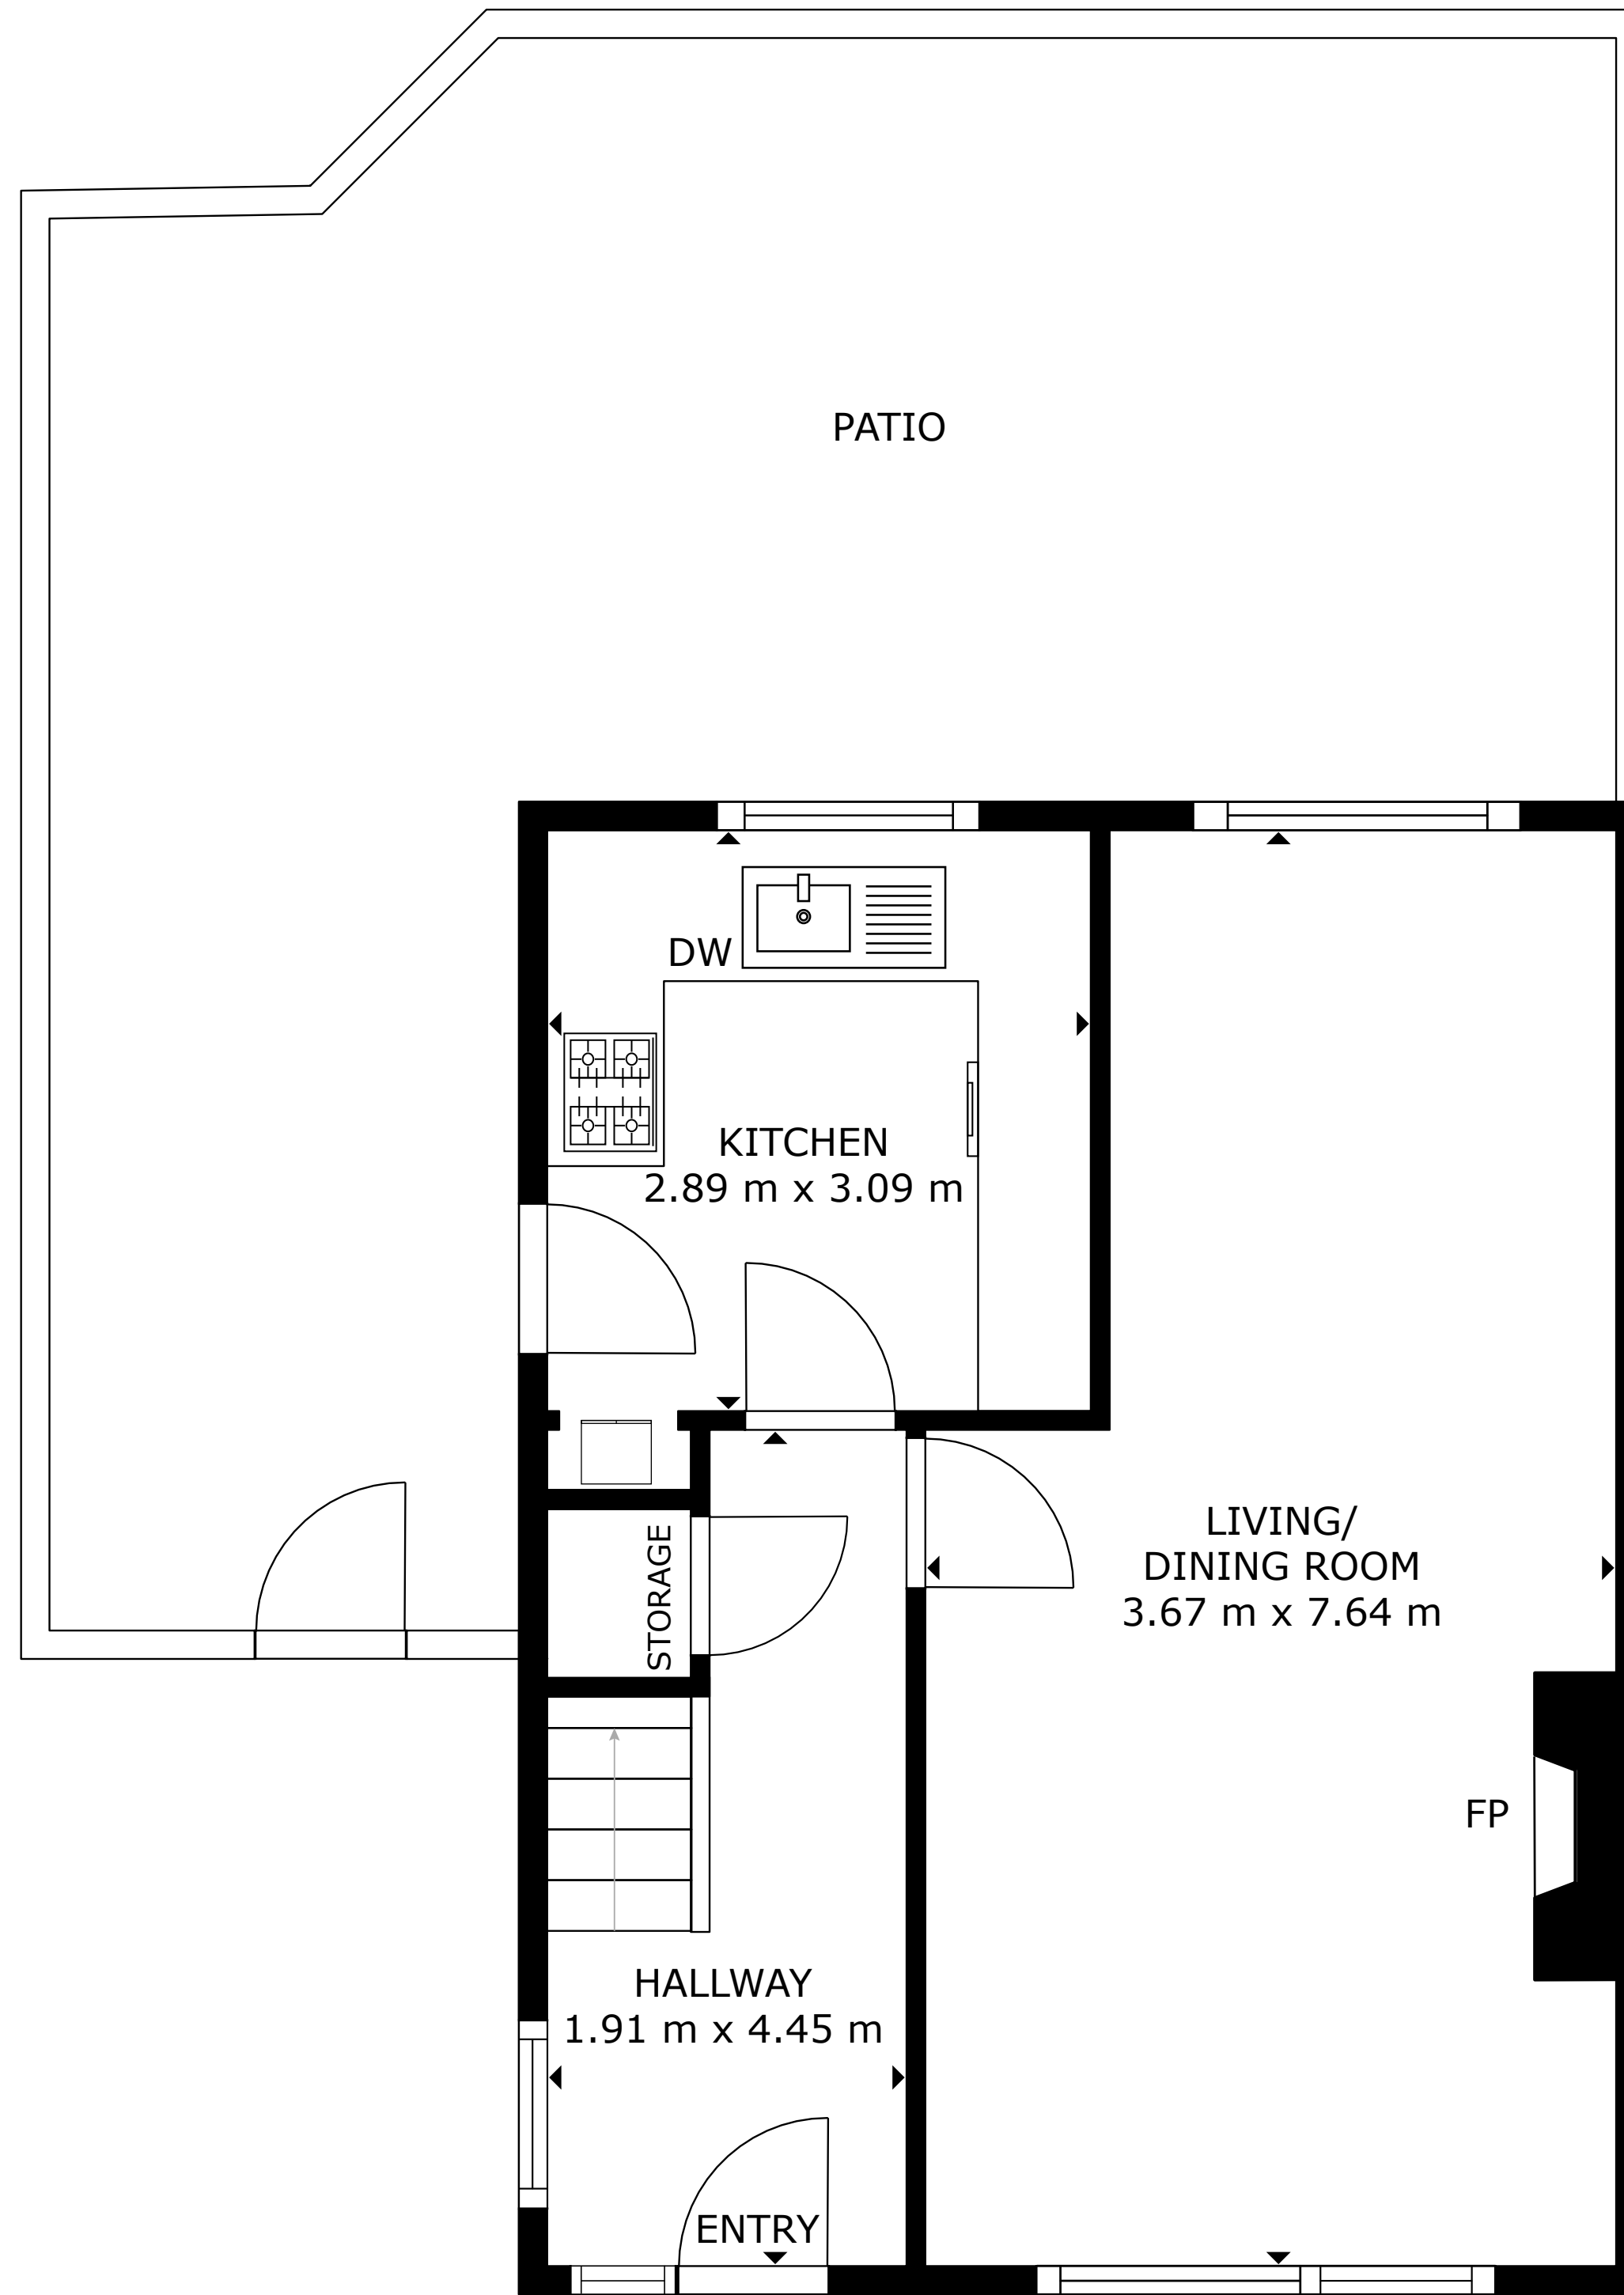 PATIO
DW
KITCHEN
2.89 m x 3.09 m
STORAGE
LIVING/
DINING ROOM
3.67 m x 7.64 m
FP
HALLWAY
1.91 m x 4.45 m
ENTRY